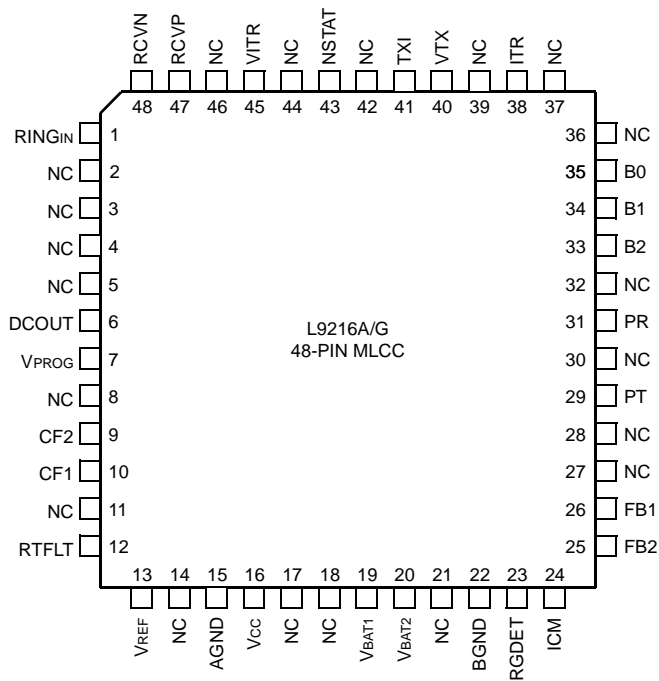 RCVN RCVP NC VITR NC NSTAT NC TXI VTX NC ITR NC
48 47 46 45 44 43 42 41 40 39 38 37
RINGIN 1 36 NC
NC 2 35 B0
NC 3 34 B1
NC 4 33 B2
NC 5 32 NC
DCOUT 6 31 PR
L9216A/G
48-PIN MLCC
VPROG 7 30 NC
NC 8 29 PT
CF2 9 28 NC
CF1 10 27 NC
NC 11 26 FB1
RTFLT 12 25 FB2
13 14 15 16 17 18 19 20 21 22 23 24
VREF NC AGND VCC NC NC VBAT1 VBAT2 NC BGND RGDET ICM